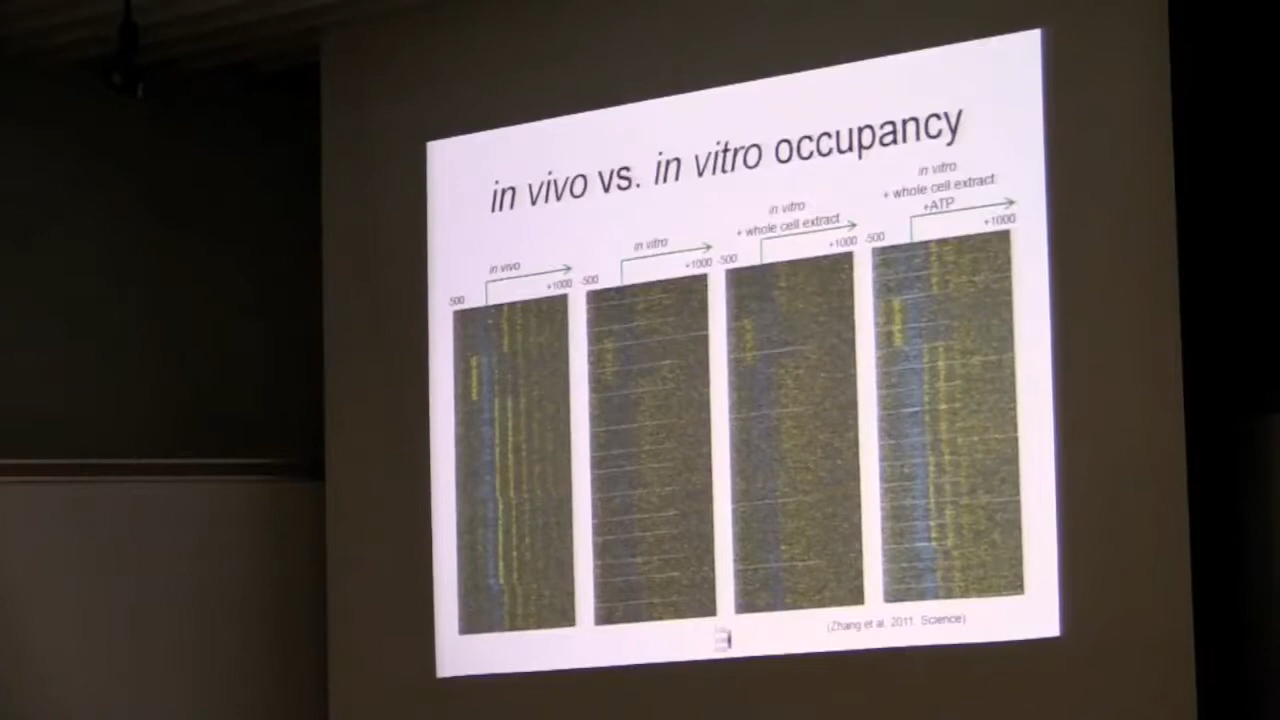 in vivo vs. in vitro occupancy
in vivo
-500
+1000
in vitro
-500
+1000
in vitro
+ whole cell extract
-500
+1000
in vitro
+ whole cell extract
+ATP
-500
+1000
(Zhang et al. 2011. Science)